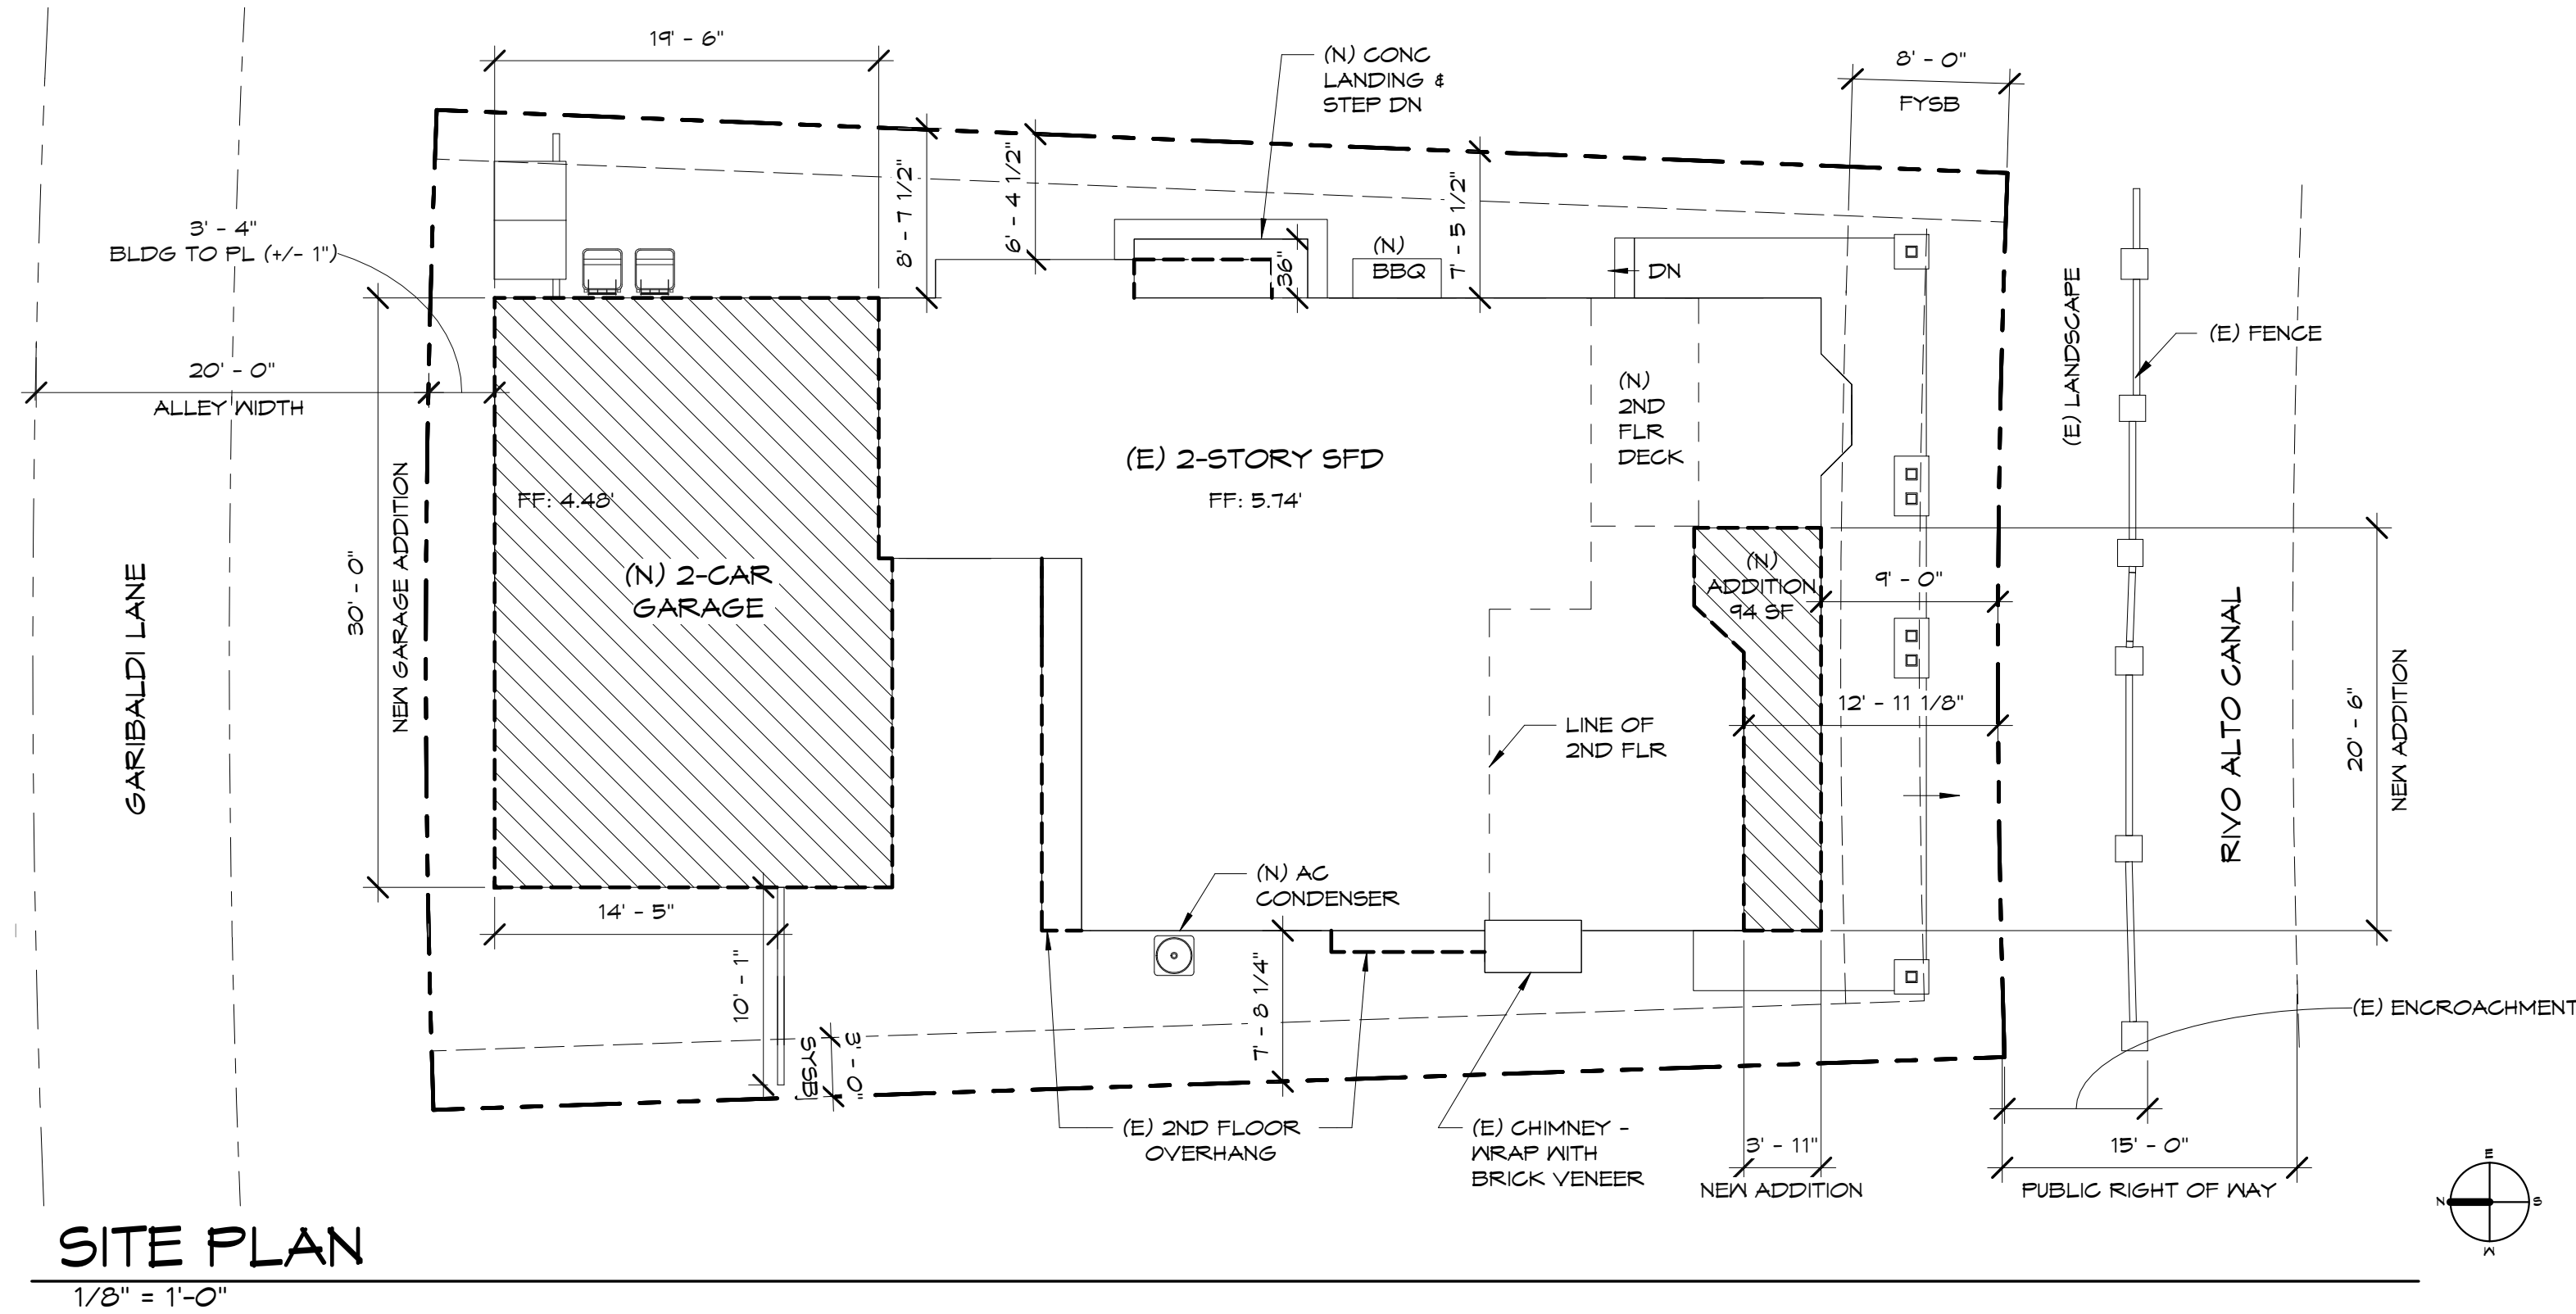 19' - 6"
(N) CONC
LANDING &
STEP DN
8' - 0"
FYSB
8' - 7 1/2"
6' - 4 1/2"
7' - 5 1/2"
3' - 4"
BLDG TO PL (+/- 1")
36"
(N)
BBQ
DN
(E) LANDSCAPE
(E) FENCE
20' - 0"
ALLEY WIDTH
(N)
2ND
FLR
DECK
(E) 2-STORY SFD
FF: 5.74'
FF: 4.48'
NEW GARAGE ADDITION
30' - 0"
GARIBALDI LANE
(N) 2-CAR
GARAGE
(N)
ADDITION
94 SF
9' - 0"
12' - 11 1/8"
RIVO ALTO CANAL
20' - 6"
NEW ADDITION
LINE OF
2ND FLR
(N) AC
CONDENSER
14' - 5"
10' - 1"
3' - 0"
SYSB
7' - 8 1/4"
(E) ENCROACHMENT
(E) 2ND FLOOR
OVERHANG
(E) CHIMNEY -
WRAP WITH
BRICK VENEER
3' - 11"
NEW ADDITION
15' - 0"
PUBLIC RIGHT OF WAY
E
N
S
W
SITE PLAN
1/8" = 1'-0"